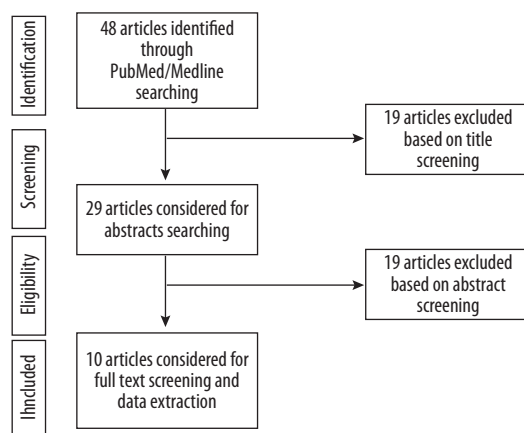 Identification
48 articles identified
through
PubMed/Medline
searching
19 articles excluded
based on title
screening
Screening
29 articles considered for
abstracts searching
Eligibility
19 articles excluded
based on abstract
screening
Ihncluded
10 articles considered for
full text screening and
data extraction